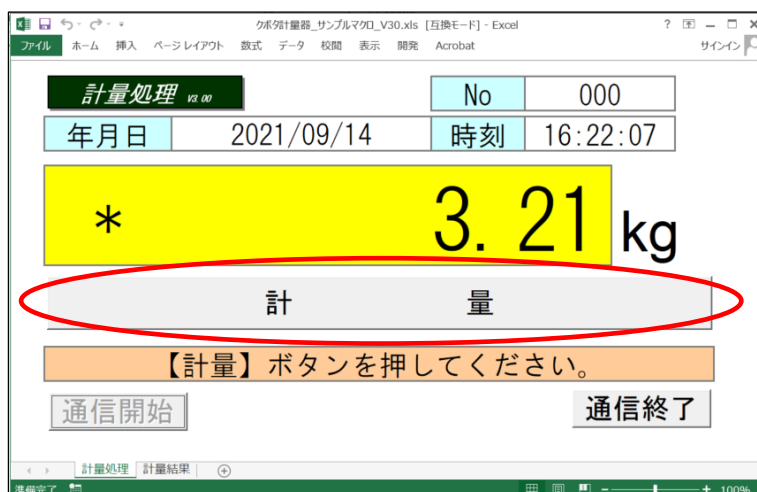 クボタ計量器_サンプルマクロ_V30.xls [互換モード] - Excel
ファイル ホーム 挿入 ページ レイアウト 数式 データ 校閲 表示 開発 Acrobat サインイン
計量処理 V3.00 No 000
年月日 2021/09/14 時刻 16:22:07
* 3.21 kg
計 量
【計量】ボタンを押してください。
通信開始 通信終了
計量処理 計量結果
準備完了 100%